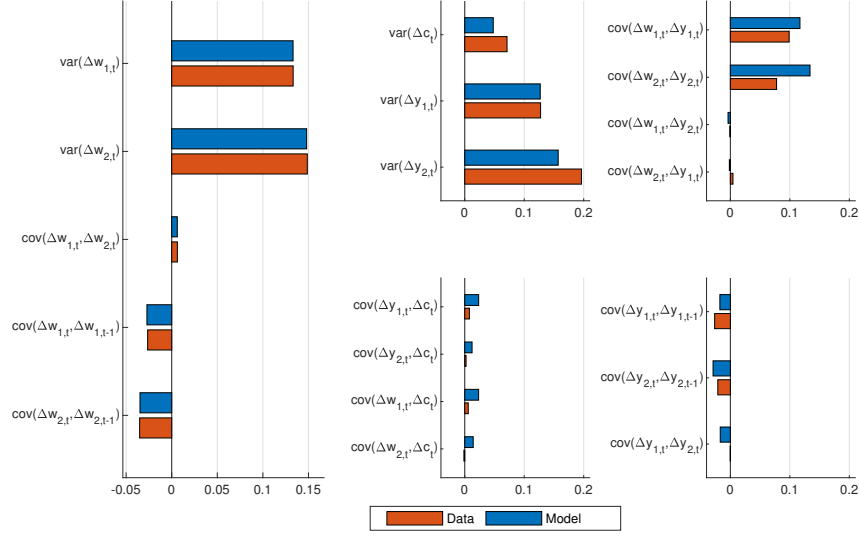 var(Δw1,t)
var(Δw2,t)
cov(Δw1,t,Δw2,t)
cov(Δw1,t,Δw1,t-1)
cov(Δw2,t,Δw2,t-1)
-0.05 0 0.05 0.1 0.15
var(Δct)
var(Δy1,t)
var(Δy2,t)
0 0.1 0.2
cov(Δw1,t,Δy1,t)
cov(Δw2,t,Δy2,t)
cov(Δw1,t,Δy2,t)
cov(Δw2,t,Δy1,t)
0 0.1 0.2
cov(Δy1,t,Δct)
cov(Δy2,t,Δct)
cov(Δw1,t,Δct)
cov(Δw2,t,Δct)
0 0.1 0.2
cov(Δy1,t,Δy1,t-1)
cov(Δy2,t,Δy2,t-1)
cov(Δy1,t,Δy2,t)
0 0.1 0.2
Data Model